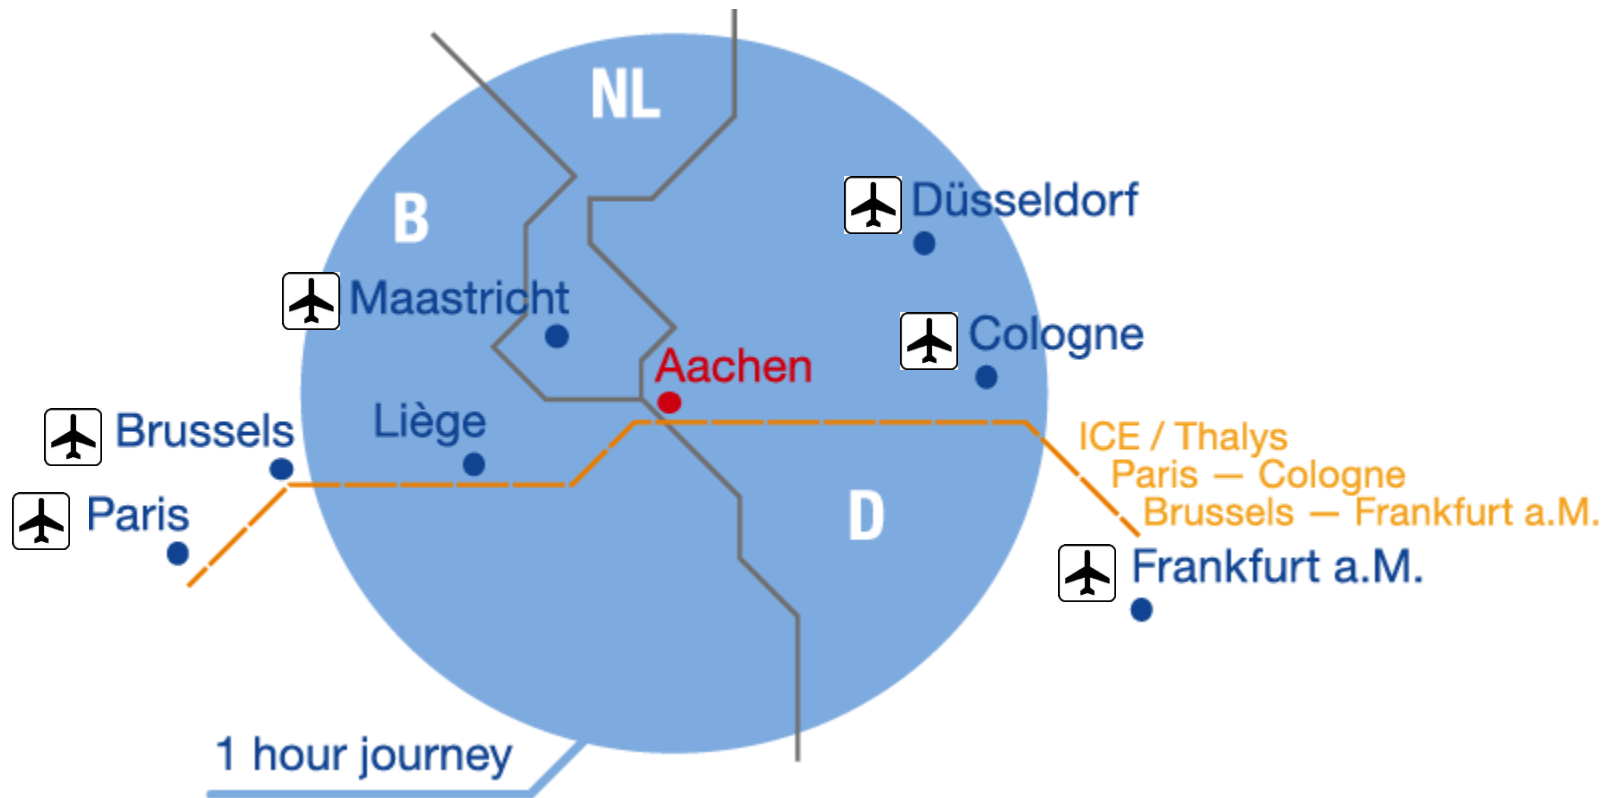 NL
B
Düsseldorf
Maastricht
Cologne
Aachen
Brussels
Liège
ICE / Thalys
Paris — Cologne
Brussels — Frankfurt a.M.
Paris
D
Frankfurt a.M.
1 hour journey